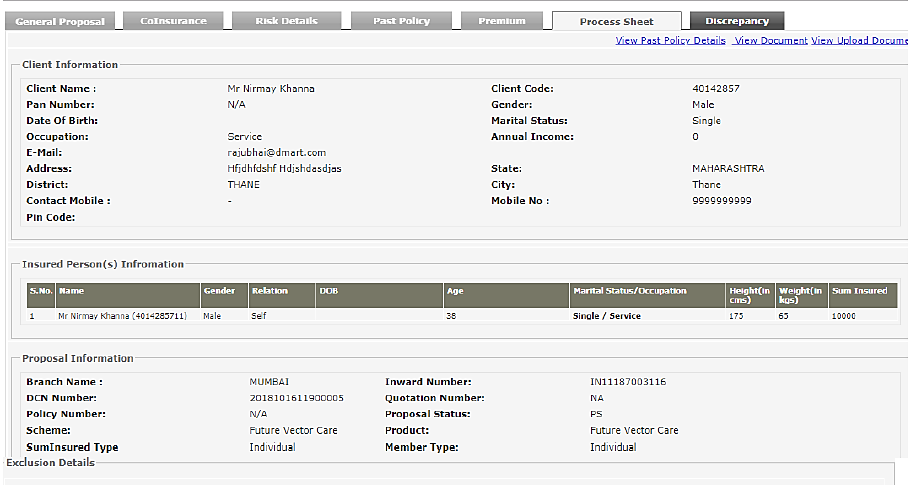 General Proposal CoInsurance Risk Details Past Policy Premium Process Sheet Discrepancy
View Past Policy Details View Document View Upload Docume
Client Information
Client Name : Mr Nirmay Khanna Client Code: 40142857
Pan Number: N/A Gender: Male
Date Of Birth: Marital Status: Single
Occupation: Service Annual Income: 0
E-Mail: rajubhai@dmart.com
Address: Hfjdhfdshf Hdjshdasdjas State: MAHARASHTRA
District: THANE City: Thane
Contact Mobile : - Mobile No : 9999999999
Pin Code:
Insured Person(s) Infromation
S.No. Name Gender Relation DOB Age Marital Status/Occupation Height(in cms) Weight(in kgs) Sum Insured
1 Mr Nirmay Khanna (4014285711) Male Self 38 Single / Service 175 65 10000
Proposal Information
Branch Name : MUMBAI Inward Number: IN11187003116
DCN Number: 2018101611900005 Quotation Number: NA
Policy Number: N/A Proposal Status: PS
Scheme: Future Vector Care Product: Future Vector Care
SumInsured Type Individual Member Type: Individual
Exclusion Details